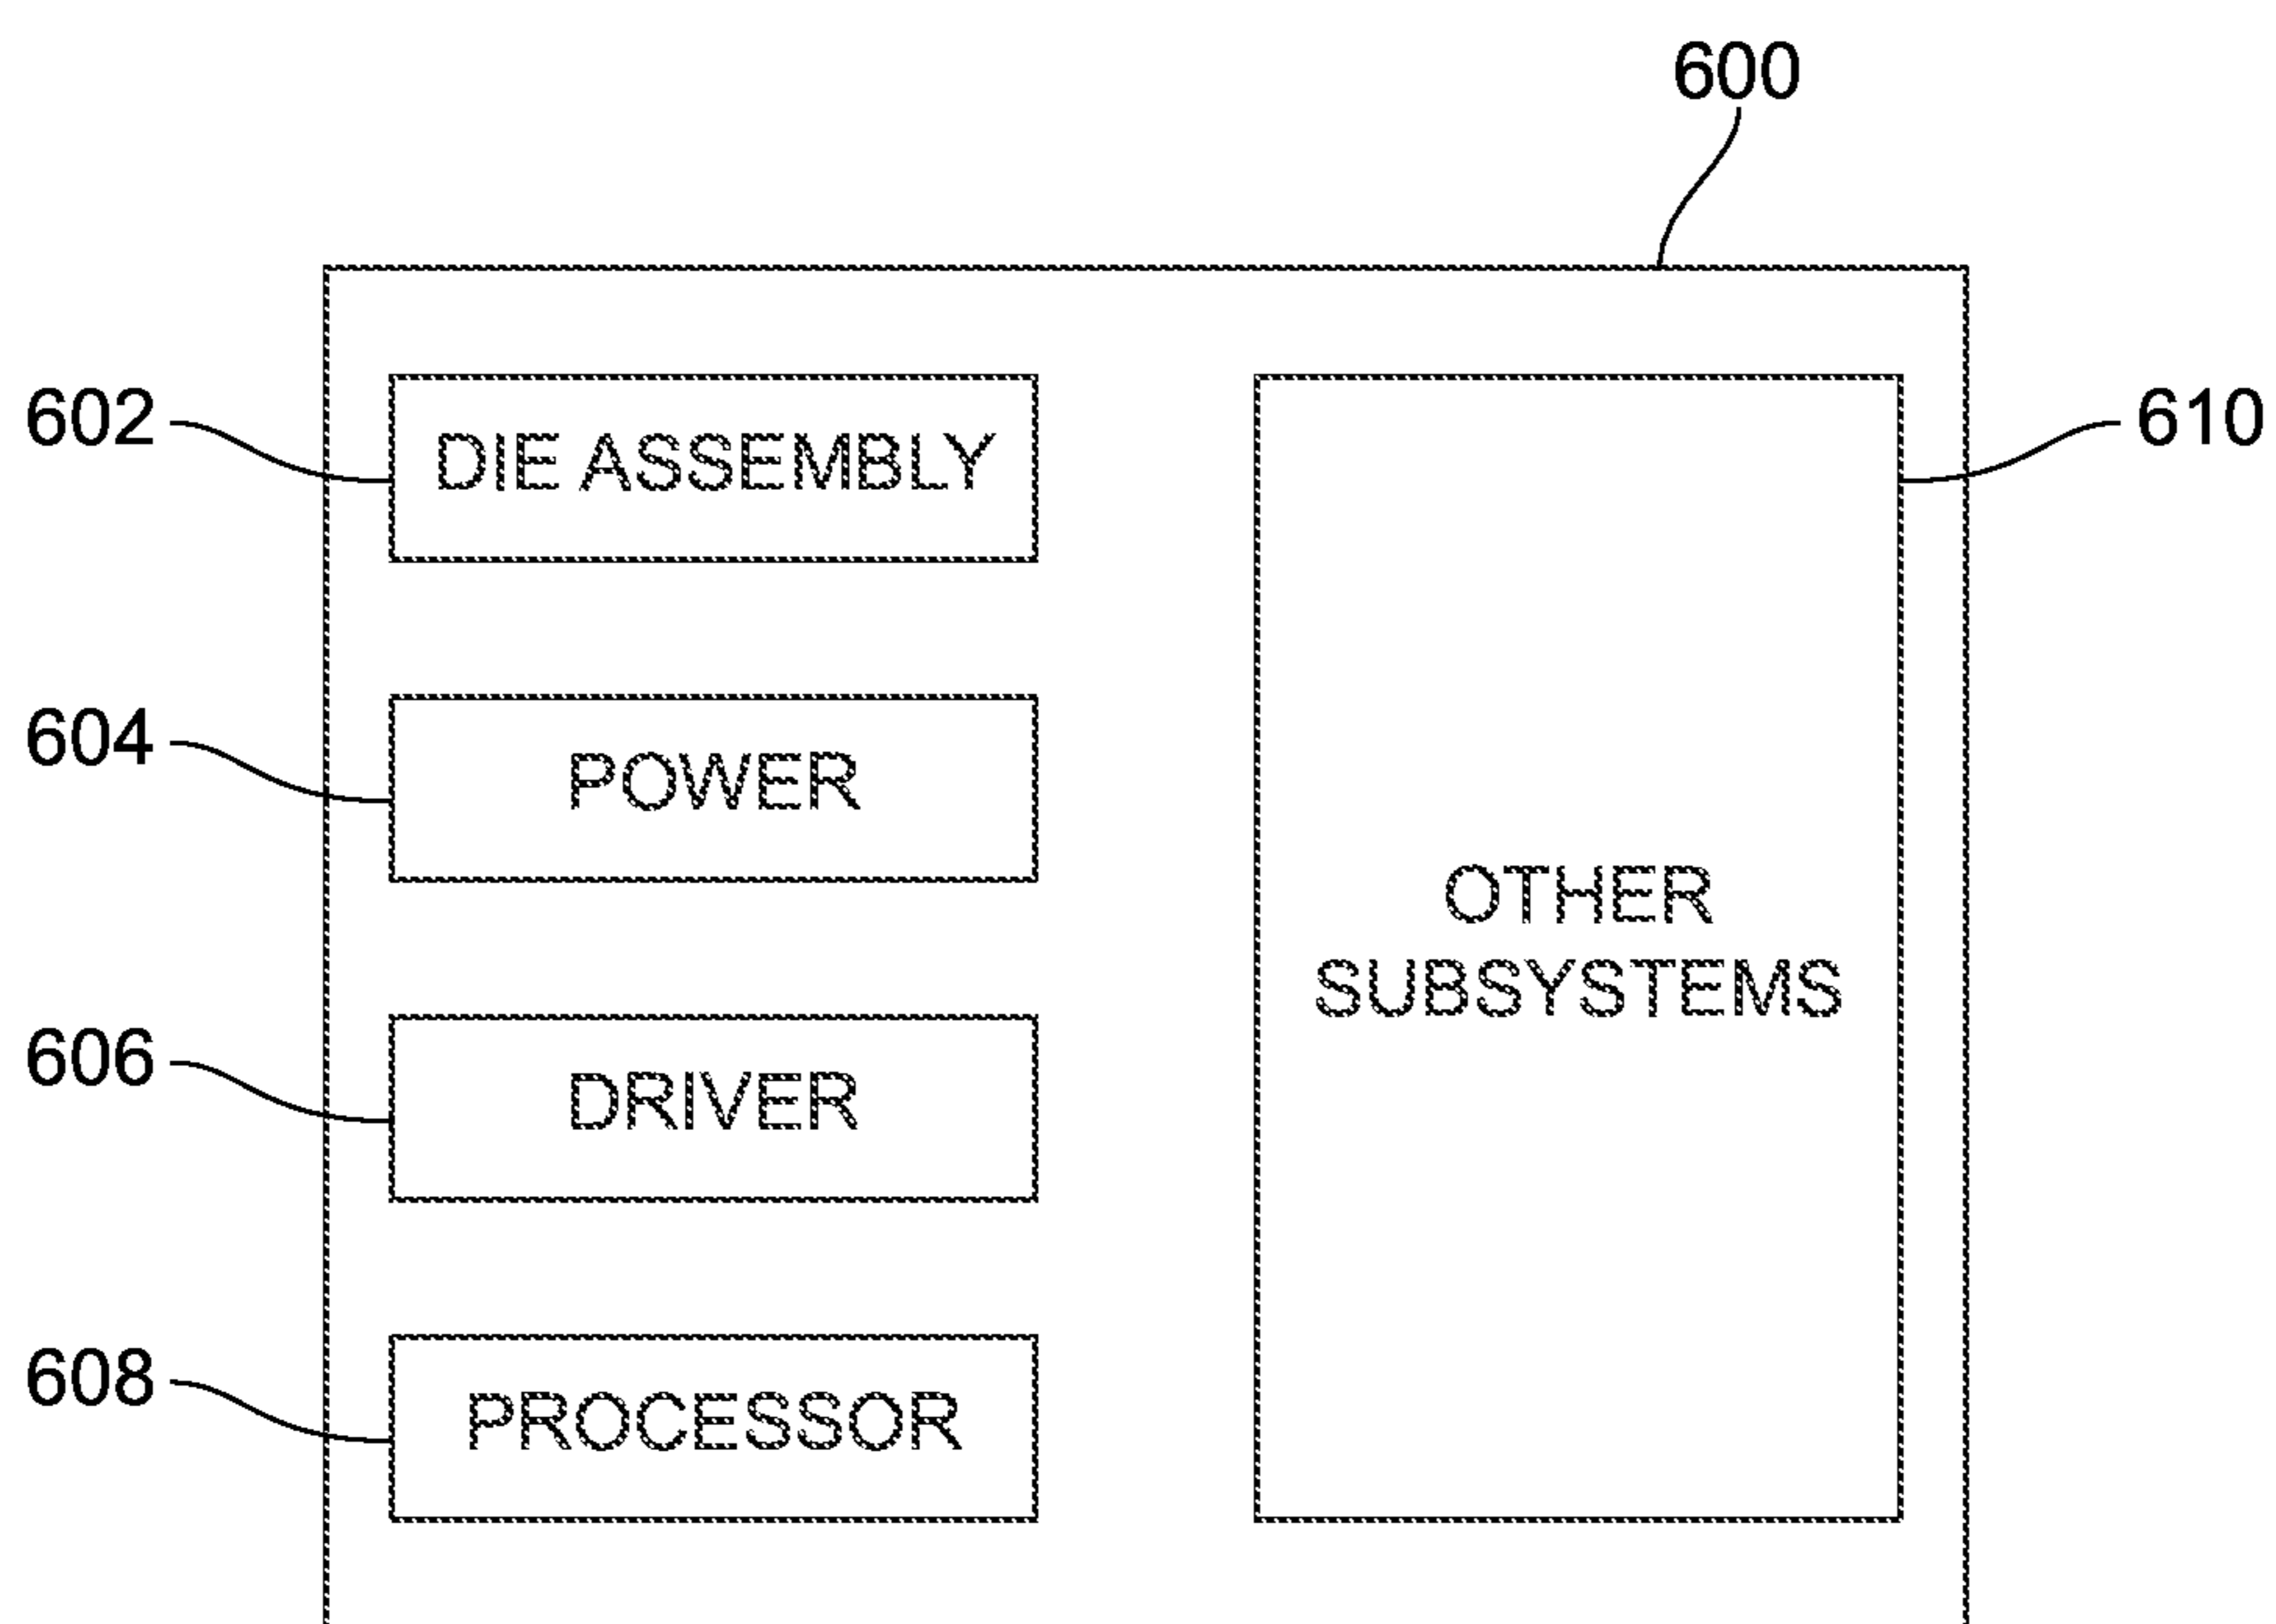 600
602
DIE ASSEMBLY
610
604
POWER
OTHER
SUBSYSTEMS
606
DRIVER
608
PROCESSOR